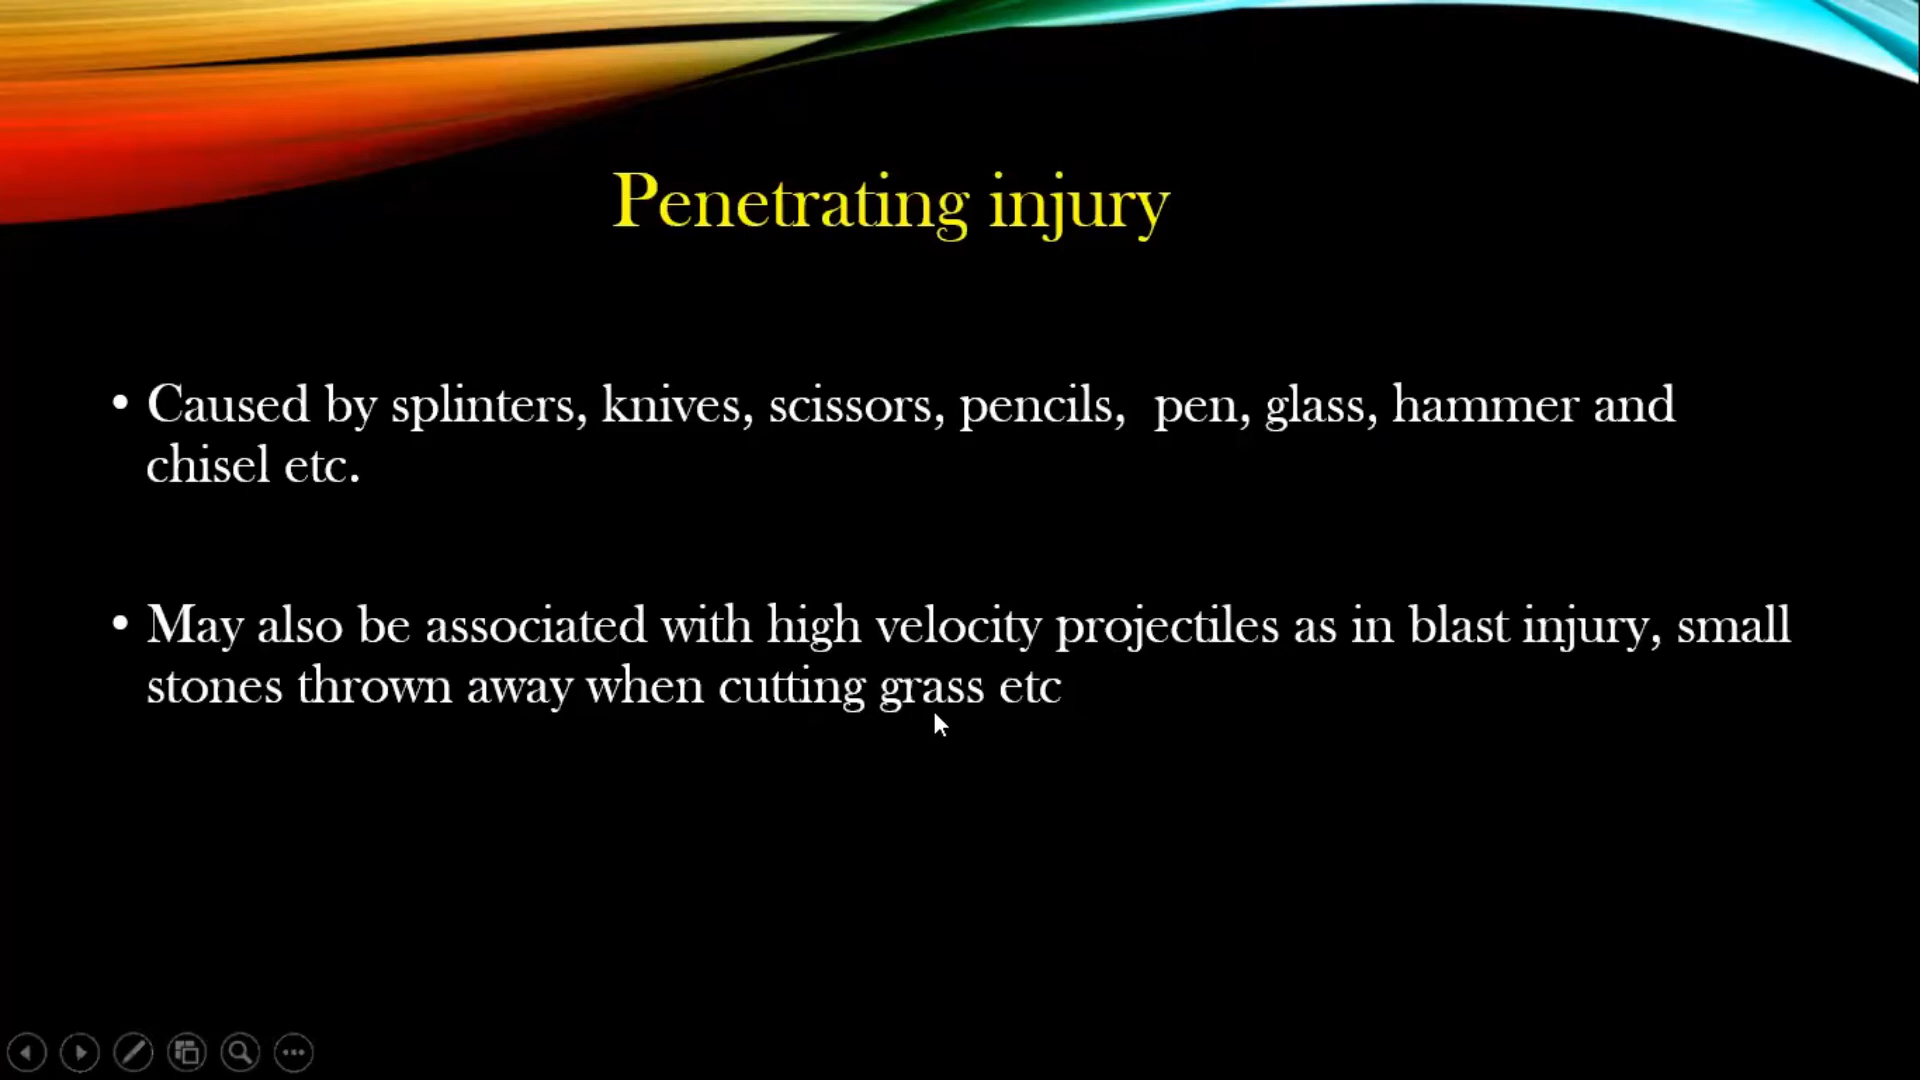 Penetrating injury
• Caused by splinters, knives, scissors, pencils,  pen, glass, hammer and
chisel etc.
• May also be associated with high velocity projectiles as in blast injury, small
stones thrown away when cutting grass etc